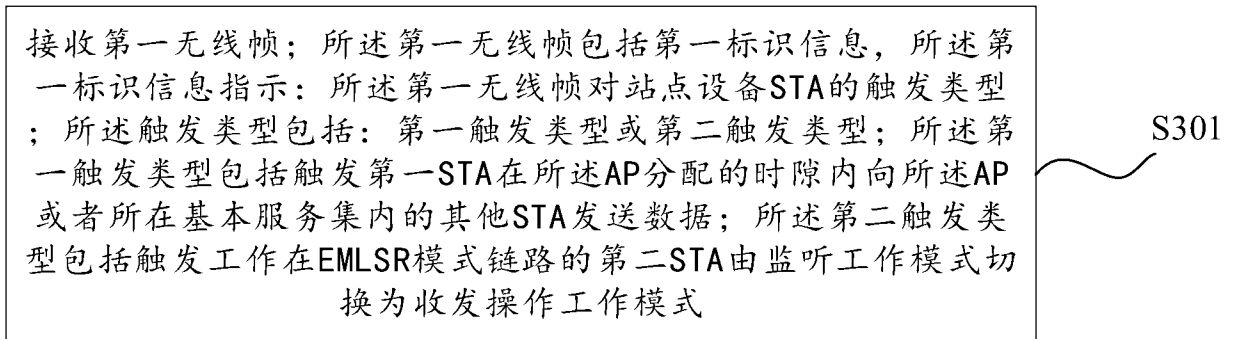 接收第一无线帧；所述第一无线帧包括第一标识信息，所述第
一标识信息指示：所述第一无线帧对站点设备STA的触发类型
；所述触发类型包括：第一触发类型或第二触发类型；所述第
一触发类型包括触发第一STA在所述AP分配的时隙内向所述AP
或者所在基本服务集内的其他STA发送数据；所述第二触发类
型包括触发工作在EMLSR模式链路的第二STA由监听工作模式切
换为收发操作工作模式
S301